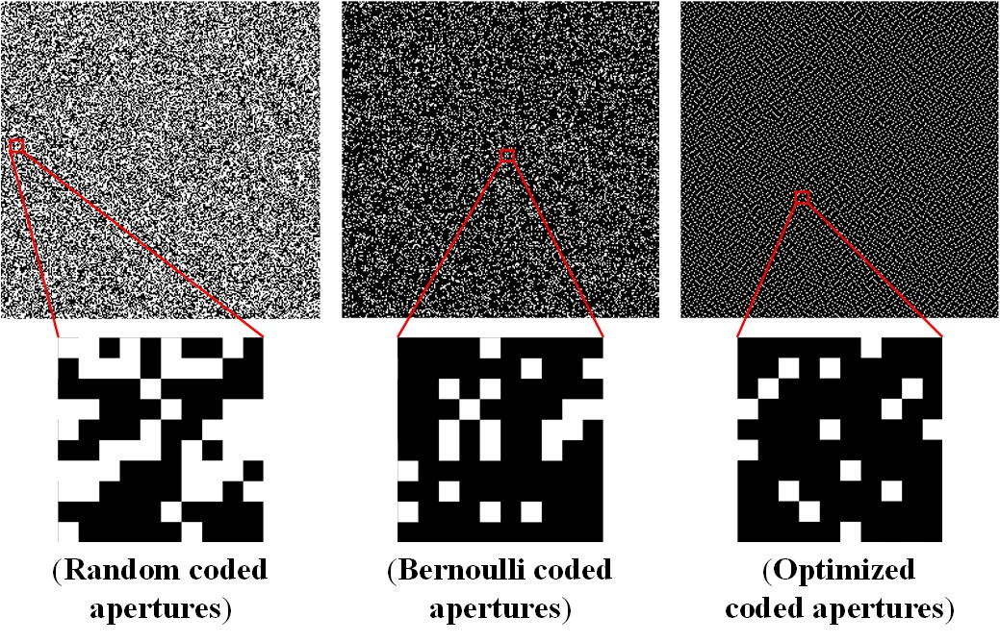 (Random coded
apertures)
(Bernoulli coded
apertures)
(Optimized
coded apertures)